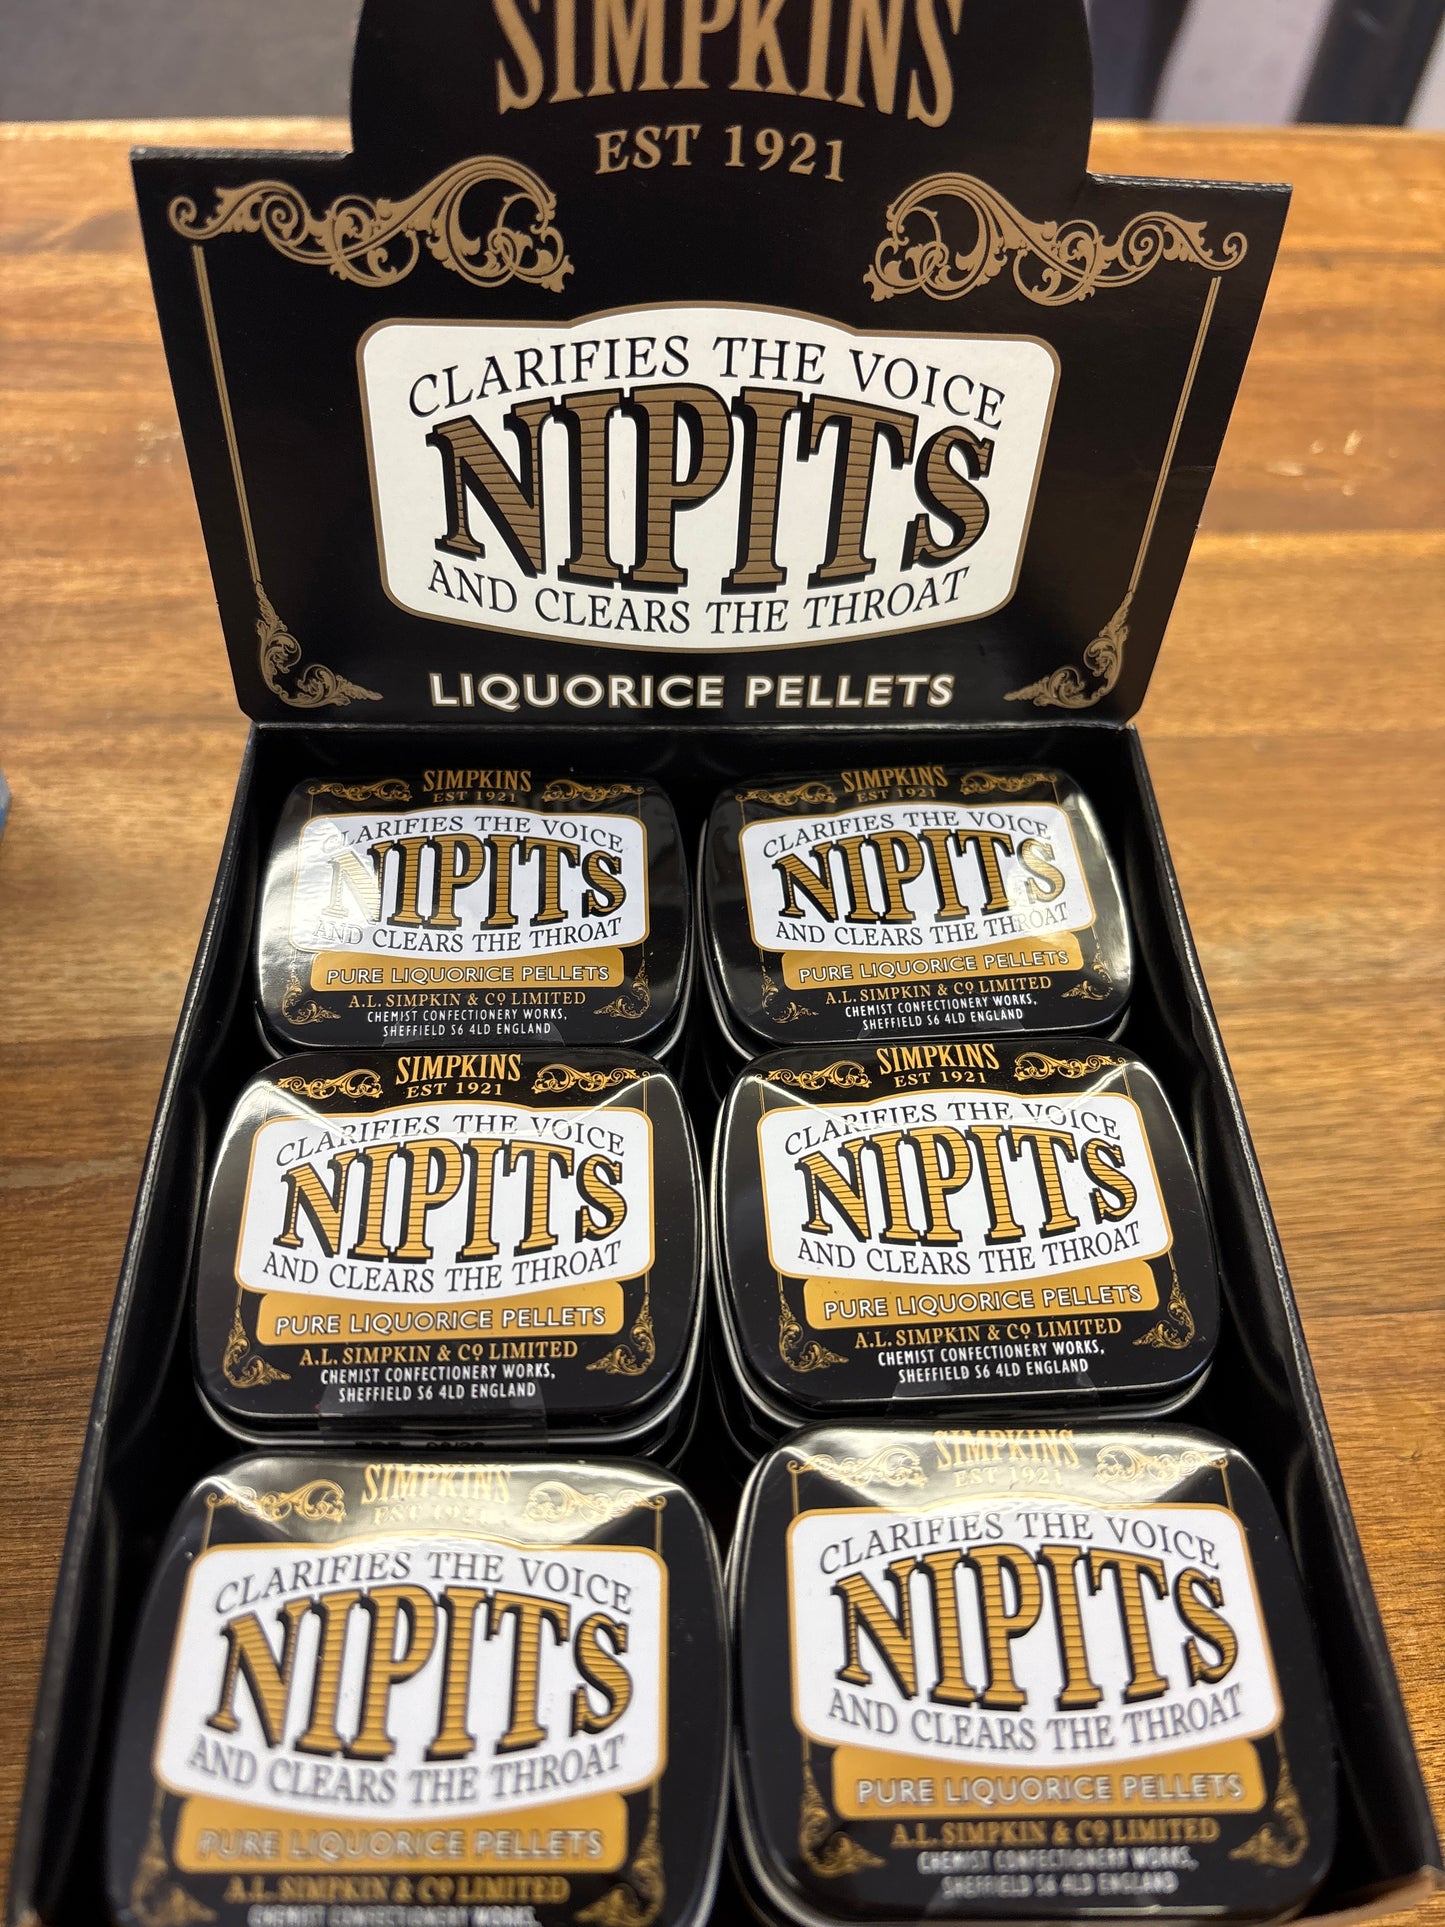 SIMPKINS
EST 1921
CLARIFIES THE VOICE
NIPITS
AND CLEARS THE THROAT
LIQUORICE PELLETS
SIMPKINS
EST 1921
CLARIFIES THE VOICE
NIPITS
AND CLEARS THE THROAT
PURE LIQUORICE PELLETS
A.L. SIMPKIN & Cº LIMITED
CHEMIST CONFECTIONERY WORKS,
SHEFFIELD S6 4LD ENGLAND
SIMPKINS
EST 1921
CLARIFIES THE VOICE
NIPITS
AND CLEARS THE THROAT
PURE LIQUORICE PELLETS
A.L. SIMPKIN & Cº LIMITED
CHEMIST CONFECTIONERY WORKS,
SHEFFIELD S6 4LD ENGLAND
SIMPKINS
EST 1921
CLARIFIES THE VOICE
NIPITS
AND CLEARS THE THROAT
PURE LIQUORICE PELLETS
A.L. SIMPKIN & Cº LIMITED
CHEMIST CONFECTIONERY WORKS,
SHEFFIELD S6 4LD ENGLAND
SIMPKINS
EST 1921
CLARIFIES THE VOICE
NIPITS
AND CLEARS THE THROAT
PURE LIQUORICE PELLETS
A.L. SIMPKIN & Cº LIMITED
CHEMIST CONFECTIONERY WORKS,
SHEFFIELD S6 4LD ENGLAND
SIMPKINS
EST 1921
CLARIFIES THE VOICE
NIPITS
AND CLEARS THE THROAT
PURE LIQUORICE PELLETS
A.L. SIMPKIN & Cº LIMITED
CHEMIST CONFECTIONERY WORKS,
SIMPKINS
EST 1921
CLARIFIES THE VOICE
NIPITS
AND CLEARS THE THROAT
PURE LIQUORICE PELLETS
A.L. SIMPKIN & Cº LIMITED
CHEMIST CONFECTIONERY WORKS,
SHEFFIELD S6 4LD ENGLAND